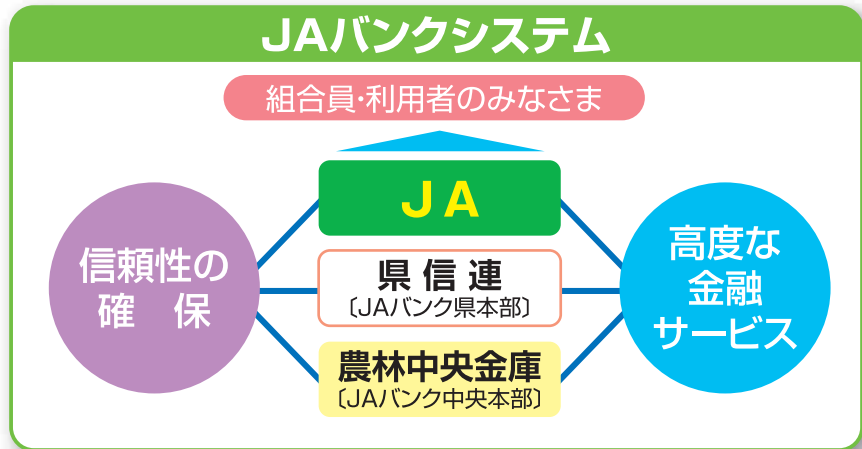 JAバンクシステム
組合員・利用者のみなさま
JA
信頼性の
確 保
県信連
〔JAバンク県本部〕
農林中央金庫
〔JAバンク中央本部〕
高度な
金融
サービス